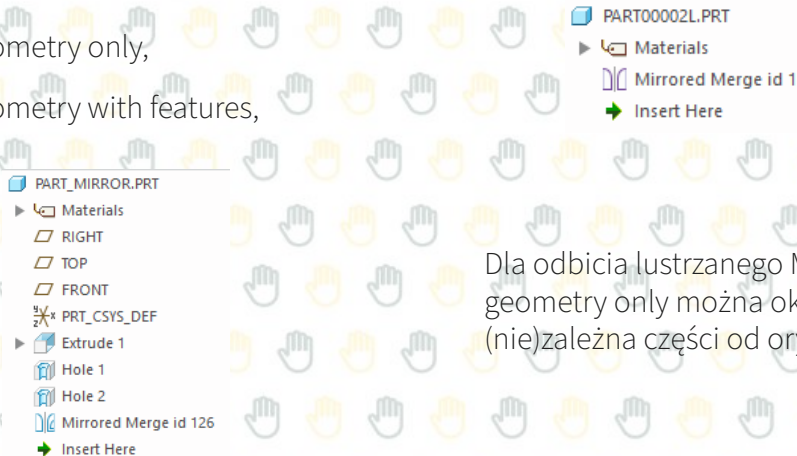 ometry only,
ometry with features,
PART_MIRROR.PRT
Materials
RIGHT
TOP
FRONT
PRT_CSYS_DEF
Extrude 1
Hole 1
Hole 2
Mirrored Merge id 126
Insert Here
PART00002L.PRT
Materials
Mirrored Merge id 1
Insert Here
Dla odbicia lustrzanego M
geometry only można ok
(nie)zależna części od ory